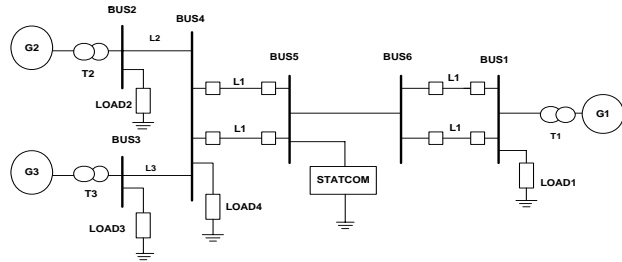 BUS2
BUS4
G2
L2
BUS5
BUS6
BUS1
T2
L1
L1
G1
LOAD2
BUS3
L1
L1
T1
G3
L3
STATCOM
LOAD1
T3
LOAD4
LOAD3